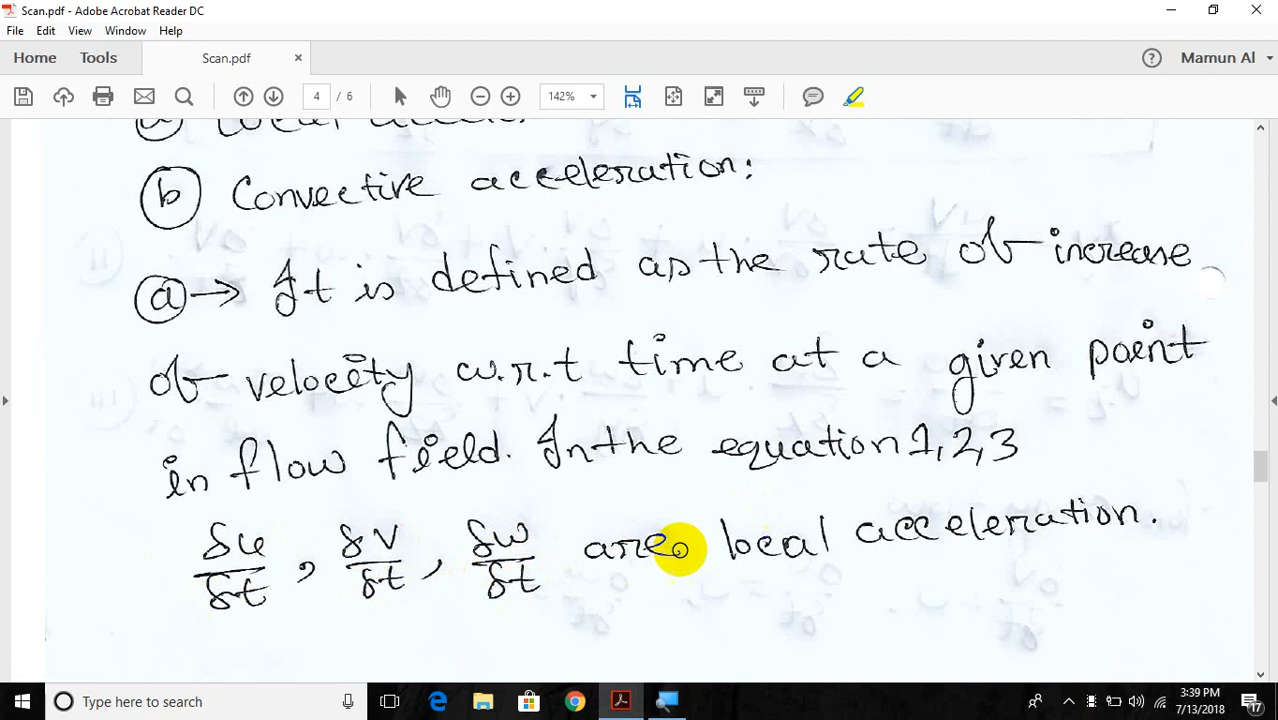 Scan.pdf - Adobe Acrobat Reader DC
File Edit View Window Help
Home Tools Scan.pdf × Mamun Al
4 / 6 142%
b Convective acceleration:
a → It is defined as the rate of increase
of velocity w.r.t time at a given point
in flow field. In the equation 1, 2, 3
δu/δt, δv/δt, δw/δt are local acceleration.
Type here to search
3:39 PM
7/13/2018
17